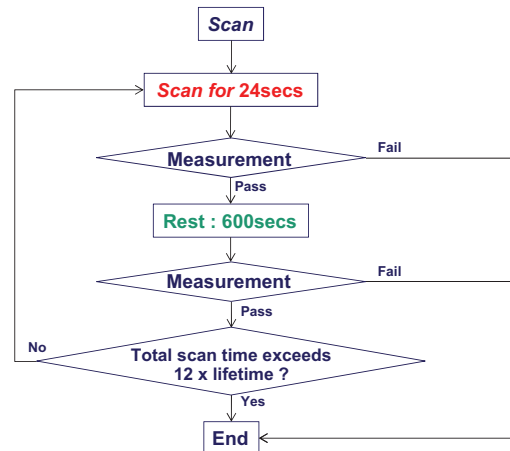 Scan
Scan for 24secs
Measurement
Fail
Pass
Rest : 600secs
Measurement
Fail
Pass
No
Total scan time exceeds
12 x lifetime ?
Yes
End